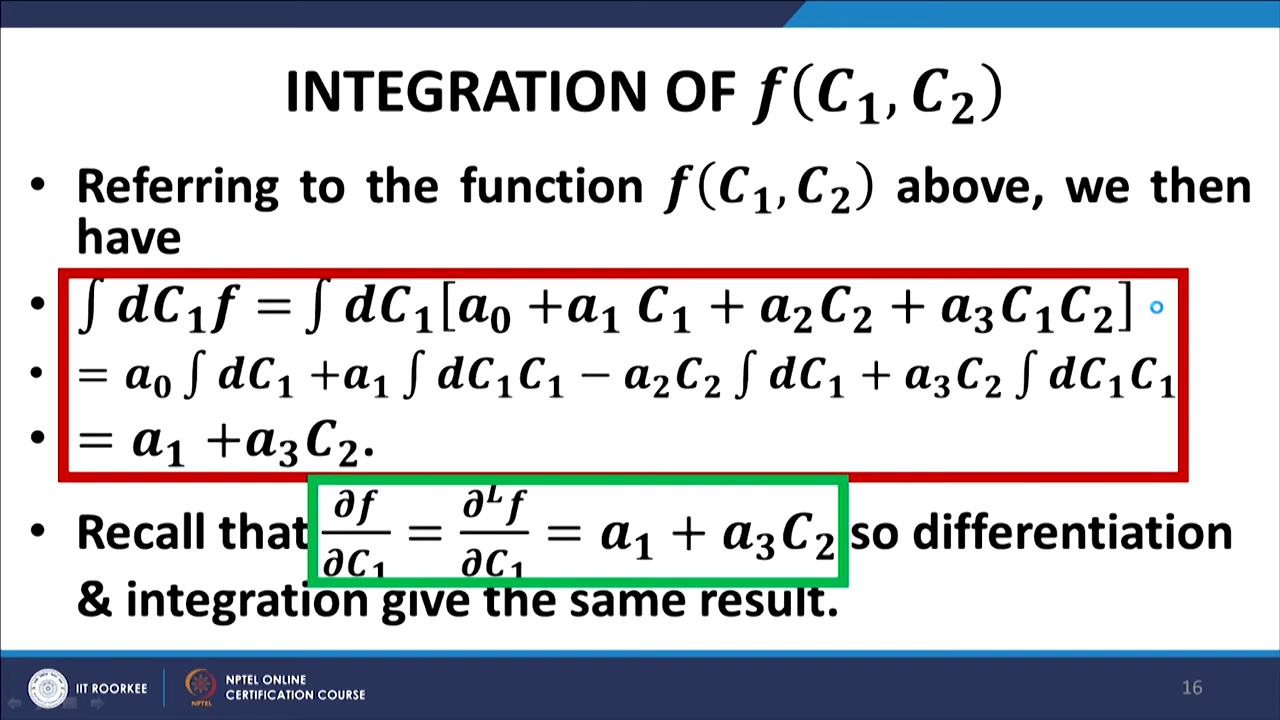 INTEGRATION OF f(C₁, C₂)
• Referring to the function f(C₁, C₂) above, we then
have
• ∫ dC₁f = ∫ dC₁[a₀ +a₁ C₁ + a₂C₂ + a₃C₁C₂]
• = a₀ ∫ dC₁ +a₁ ∫ dC₁C₁ − a₂C₂ ∫ dC₁ + a₃C₂ ∫ dC₁C₁
• = a₁ +a₃C₂.
• Recall that ∂f/∂C₁ = ∂ᴸf/∂C₁ = a₁ + a₃C₂ so differentiation
& integration give the same result.
IIT ROORKEE
NPTEL
NPTEL ONLINE
CERTIFICATION COURSE
16